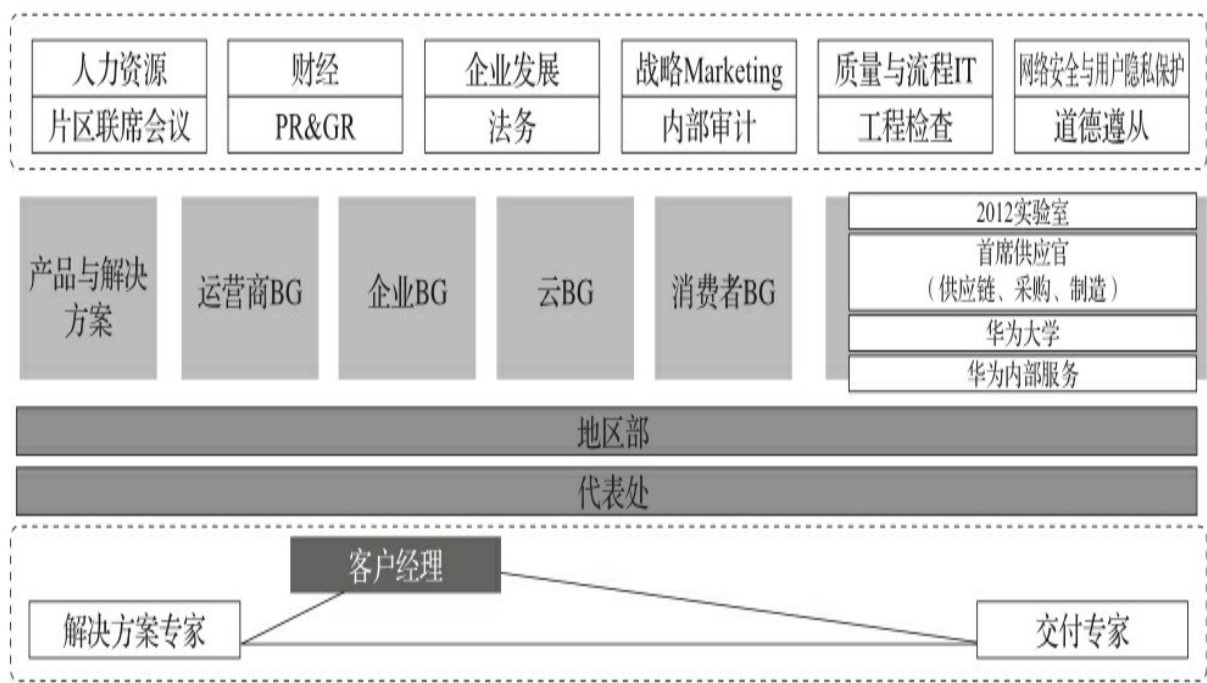 人力资源
财经
企业发展
战略Marketing
质量与流程IT
网络安全与用户隐私保护
片区联席会议
PR&GR
法务
内部审计
工程检查
道德遵从
产品与解决
方案
运营商BG
企业BG
云BG
消费者BG
2012实验室
首席供应官
（供应链、采购、制造）
华为大学
华为内部服务
地区部
代表处
客户经理
解决方案专家
交付专家